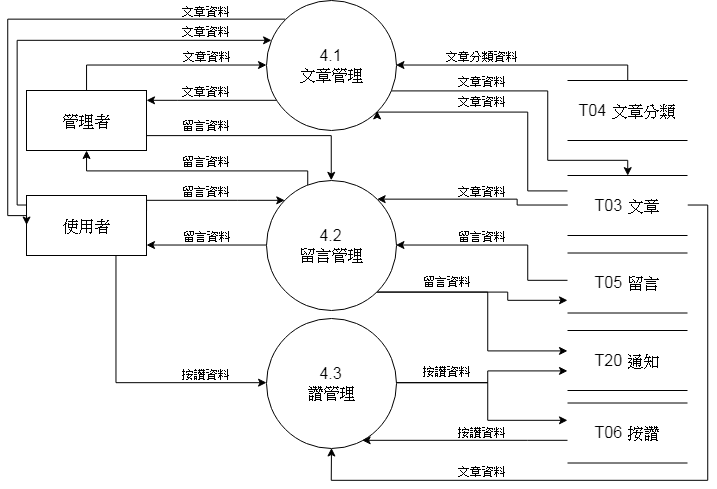 文章資料
文章資料
4.1
文章管理
文章資料
文章分類資料
文章資料
文章資料
文章資料
T04 文章分類
管理者
留言資料
留言資料
留言資料
文章資料
T03 文章
使用者
4.2
留言管理
留言資料
留言資料
T05 留言
留言資料
4.3
讚管理
T20 通知
按讚資料
按讚資料
T06 按讚
按讚資料
文章資料